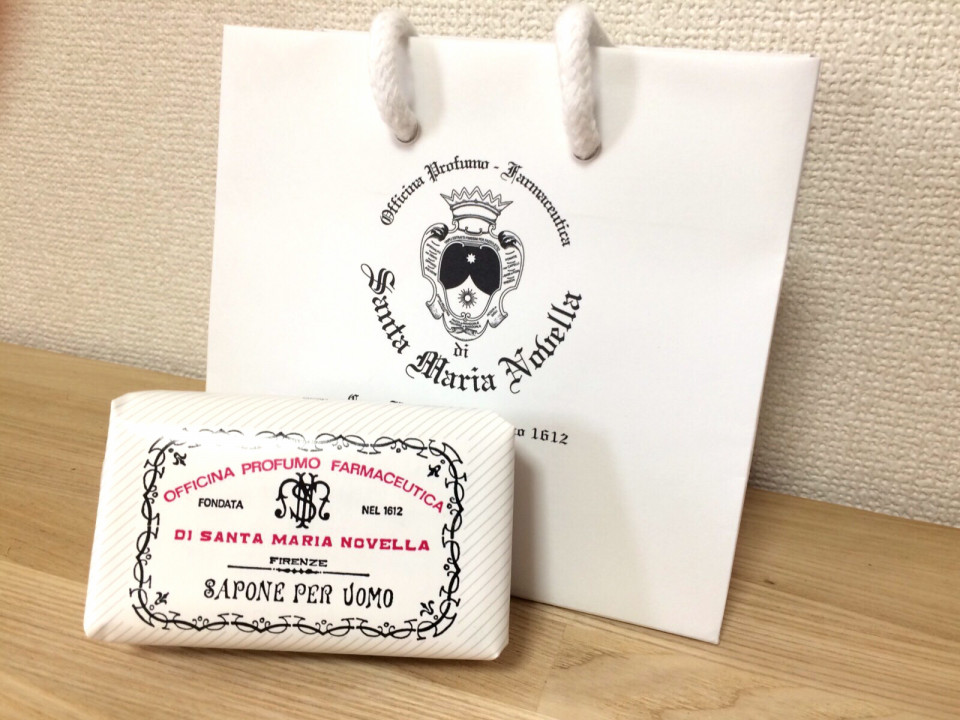 Officina Profumo - Farmaceutica
di
Santa Maria Novella
1612
OFFICINA PROFUMO FARMACEUTICA
FONDATA NEL 1612
DI SANTA MARIA NOVELLA
FIRENZE
SAPONE PER UOMO